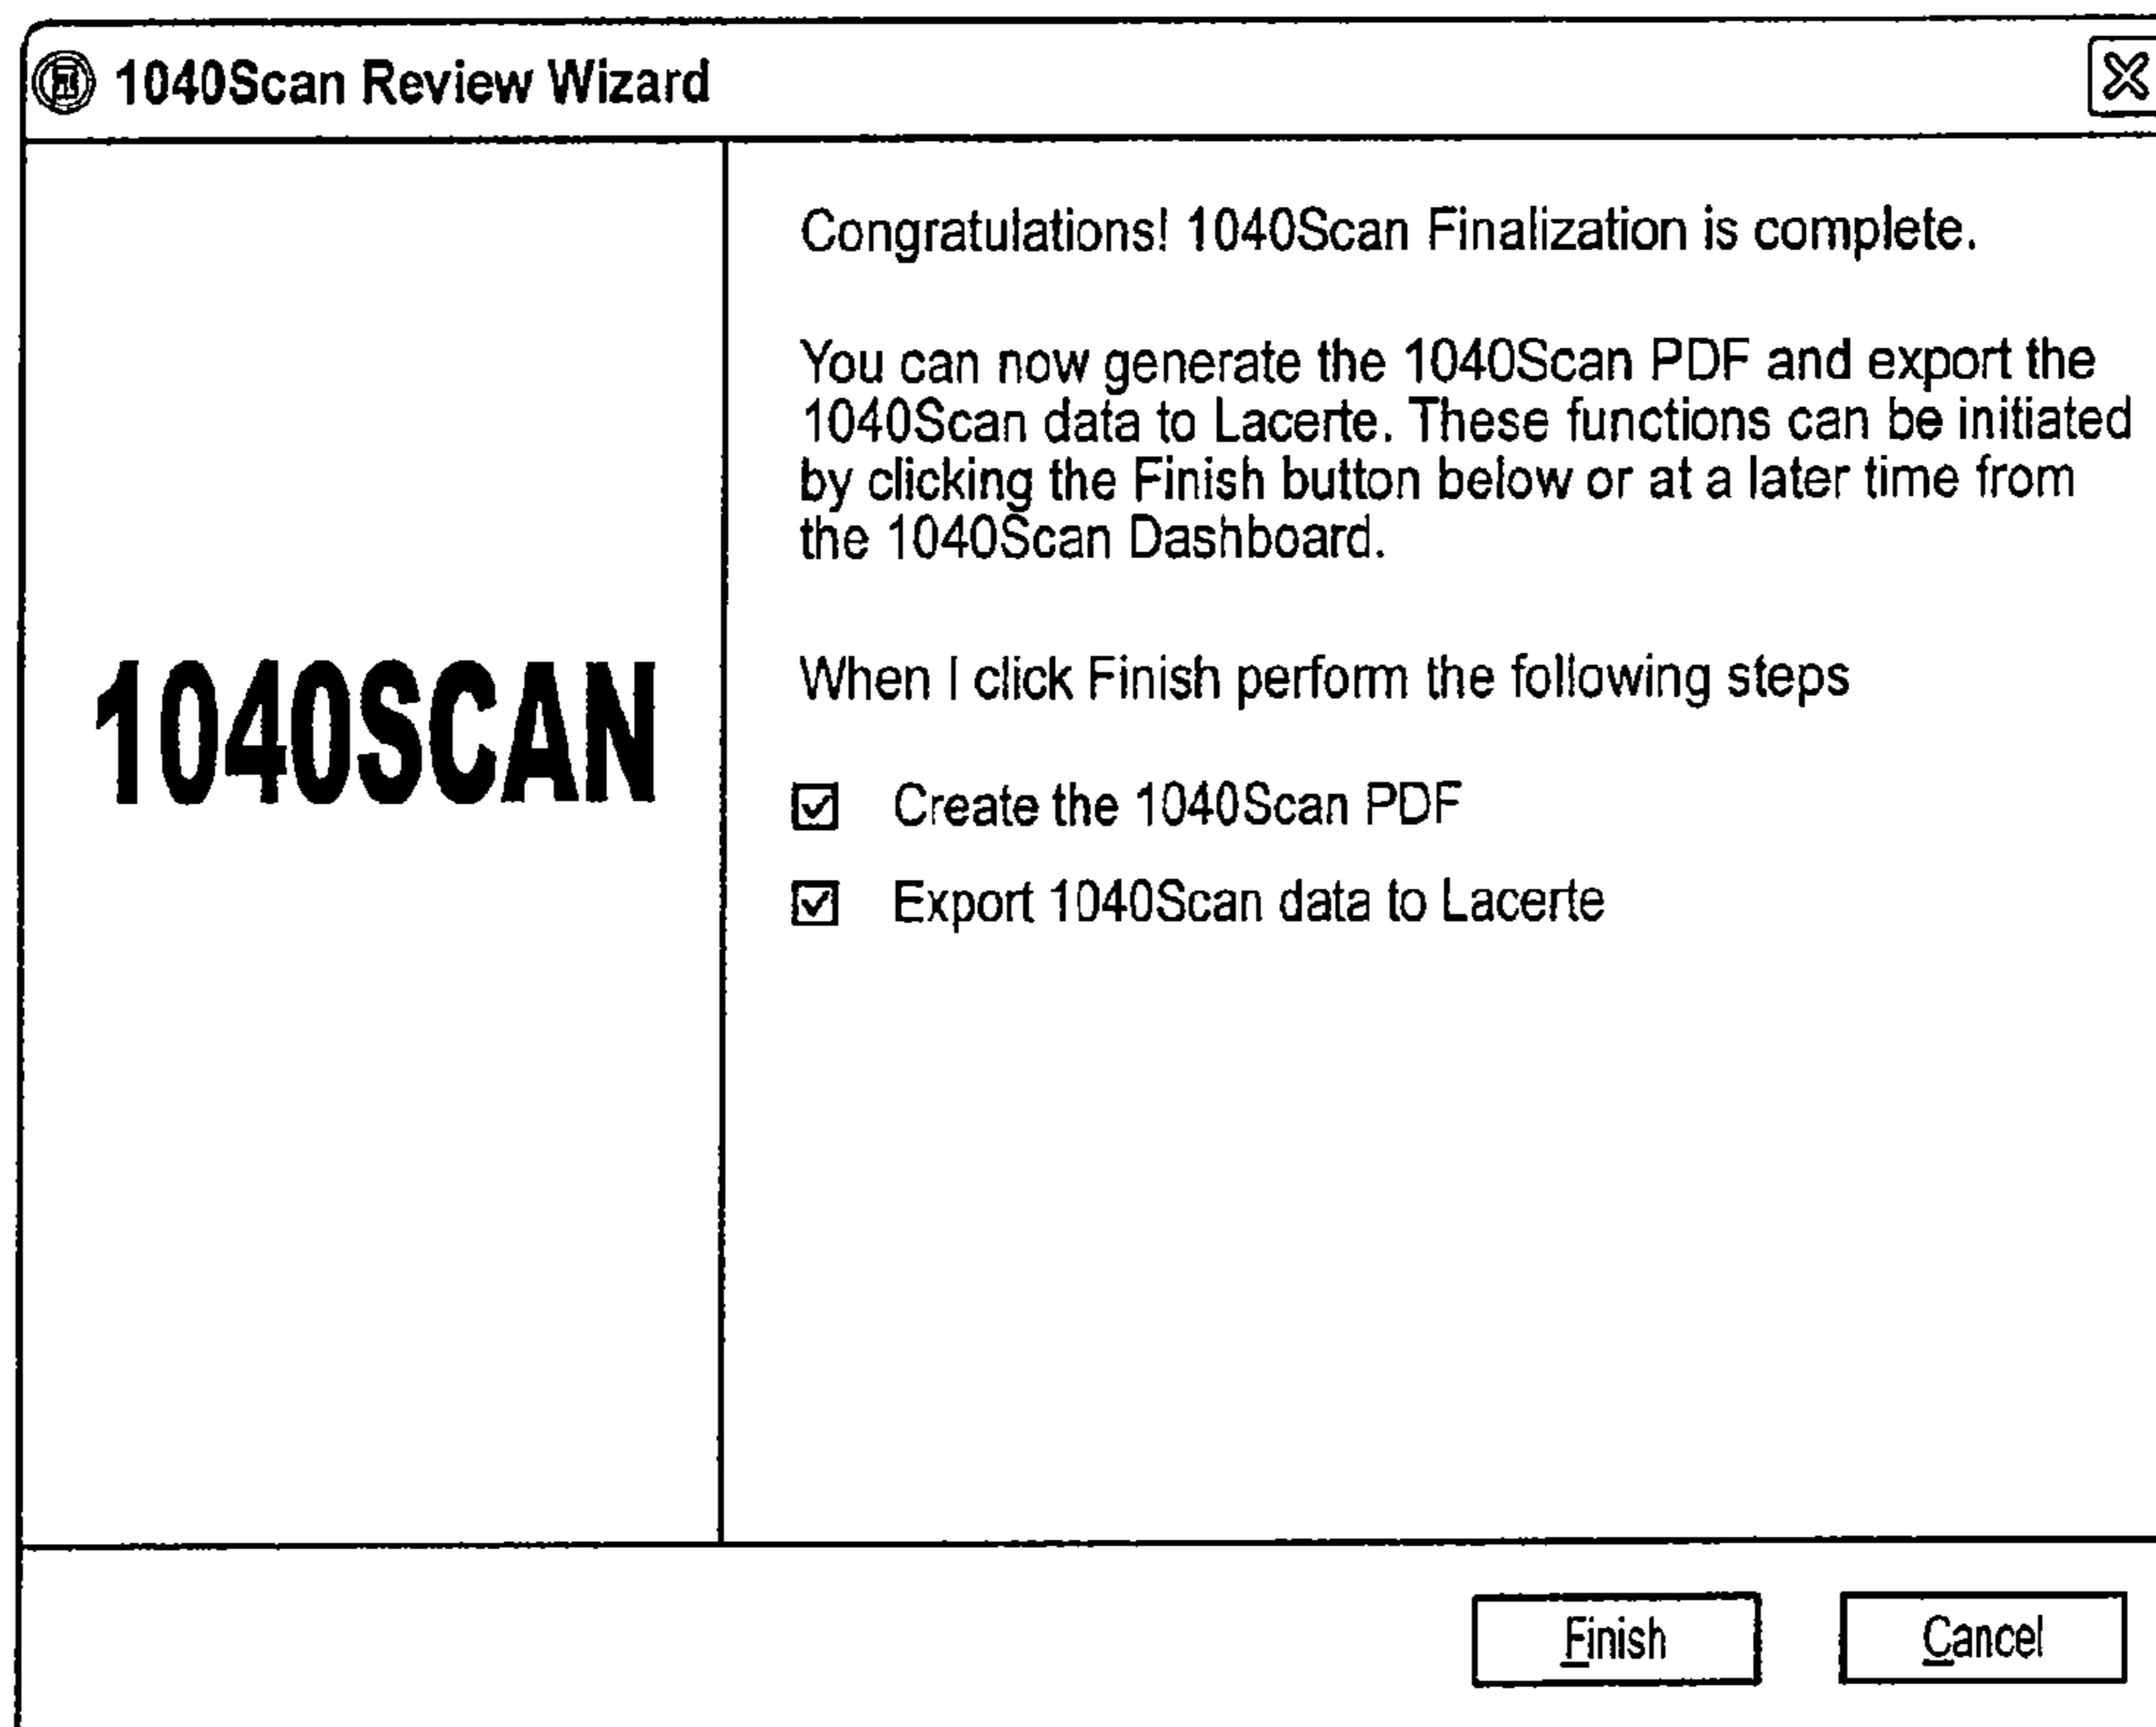 1040Scan Review Wizard
1040SCAN
Congratulations! 1040Scan Finalization is complete.
You can now generate the 1040Scan PDF and export the
1040Scan data to Lacerte. These functions can be initiated
by clicking the Finish button below or at a later time from
the 1040Scan Dashboard.
When I click Finish perform the following steps
Create the 1040Scan PDF
Export 1040Scan data to Lacerte
Finish
Cancel